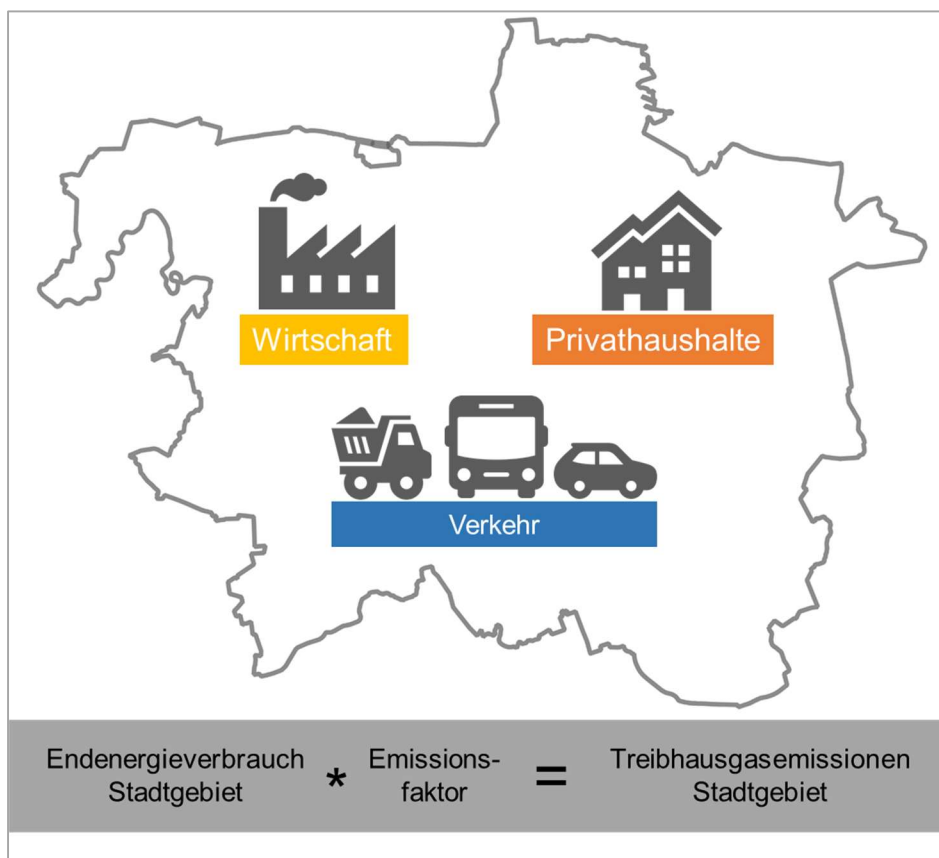 Wirtschaft
Privathaushalte
Verkehr
Endenergieverbrauch
Stadtgebiet
*
Emissions-
faktor
=
Treibhausgasemissionen
Stadtgebiet